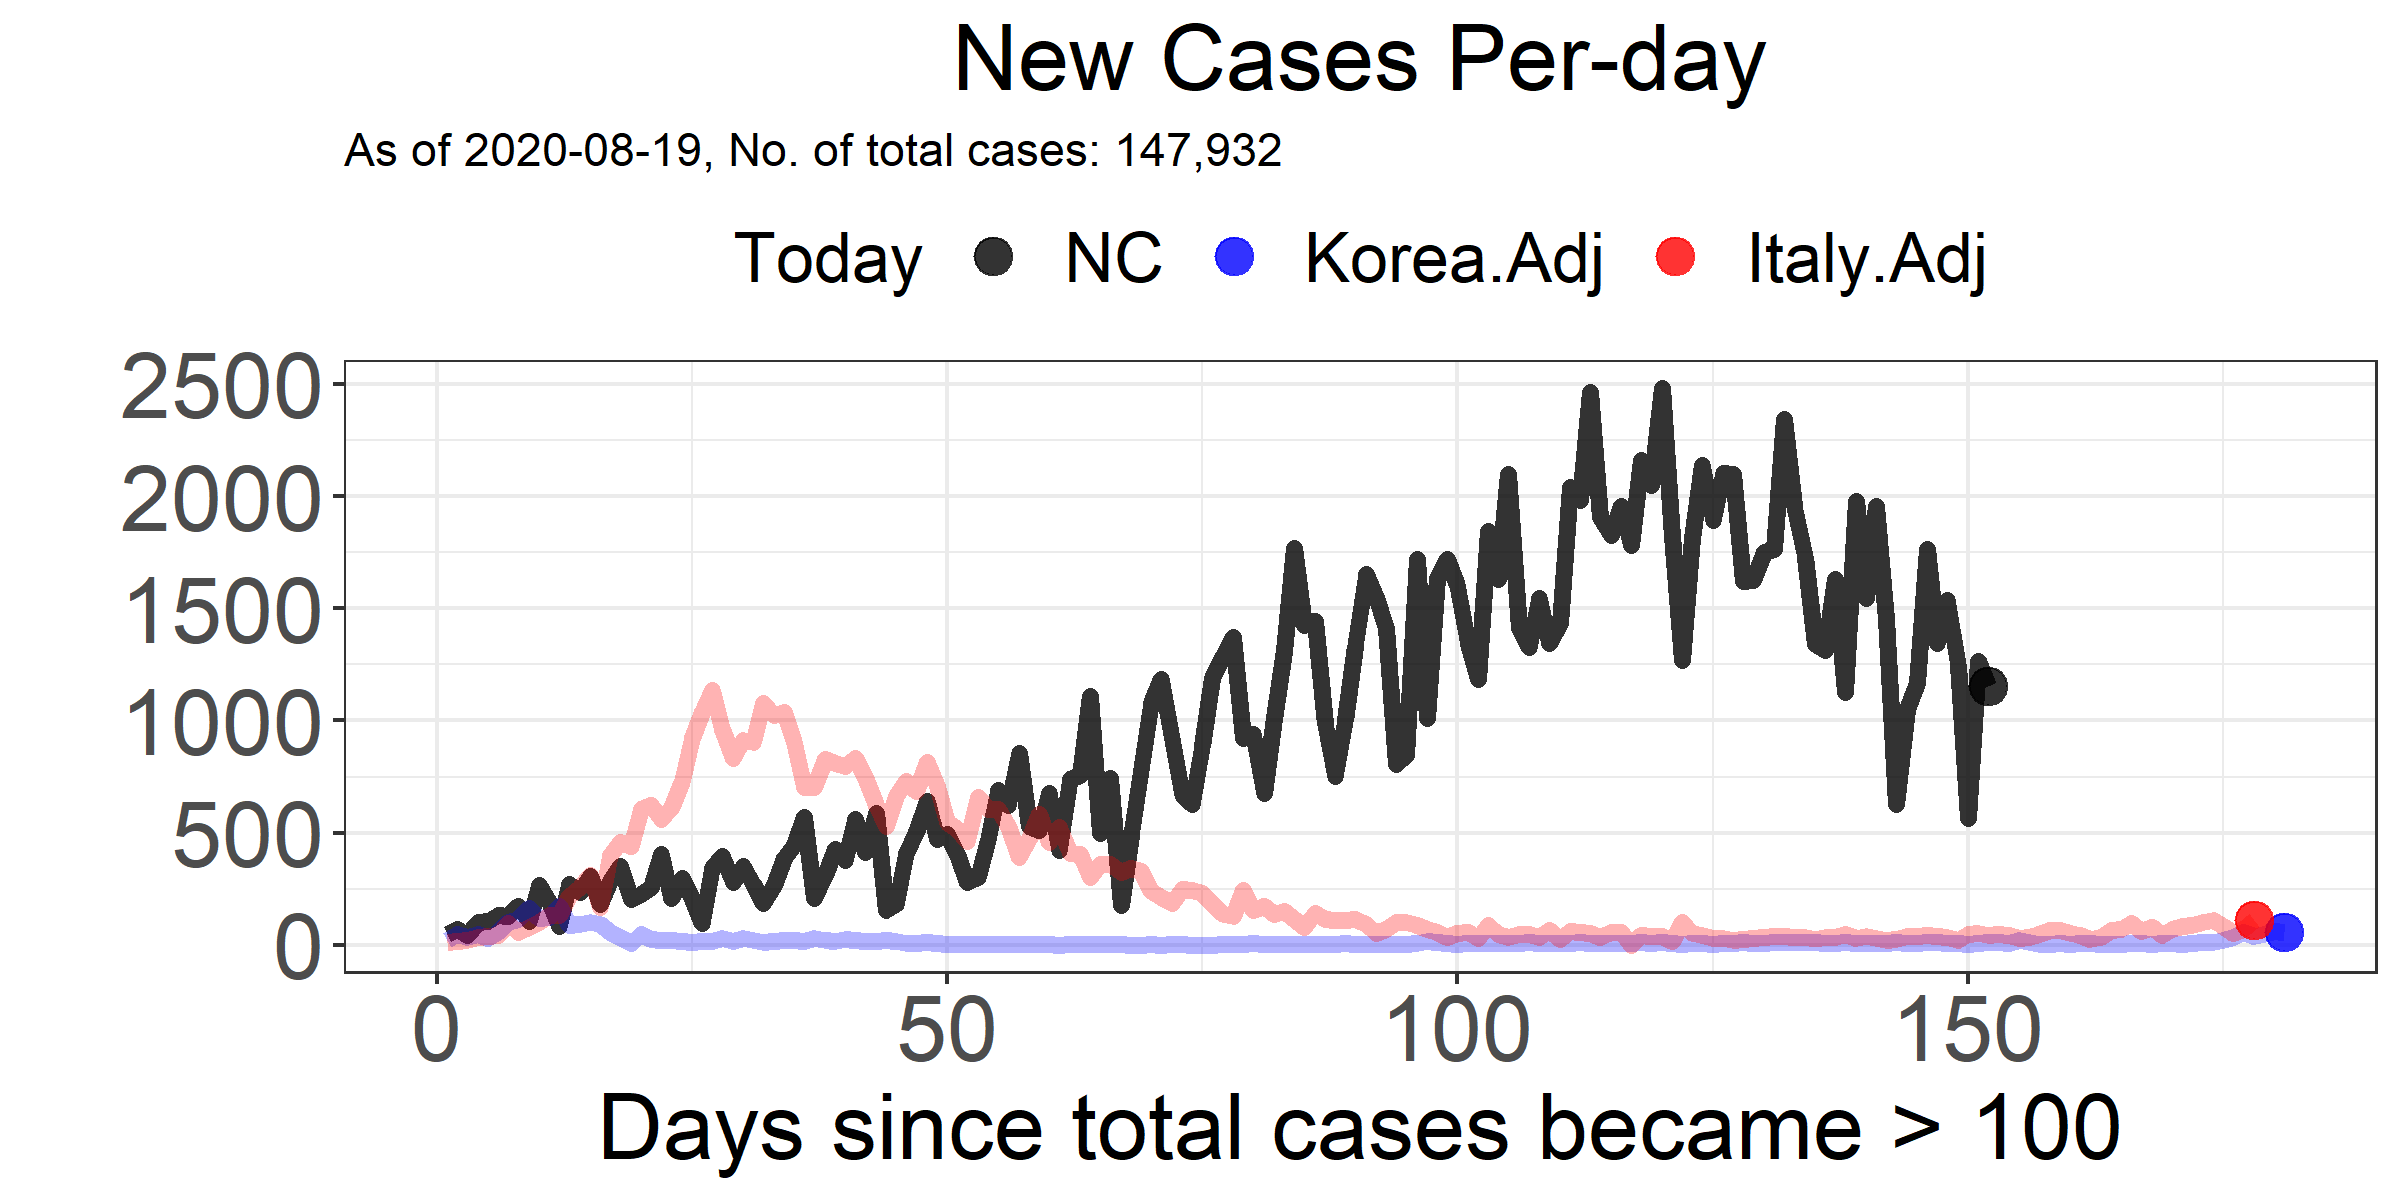 New Cases Per-day
As of 2020-08-19, No. of total cases: 147,932
Today NC Korea.Adj Italy.Adj
2500
2000
1500
1000
500
0
0 50 100 150
Days since total cases became > 100